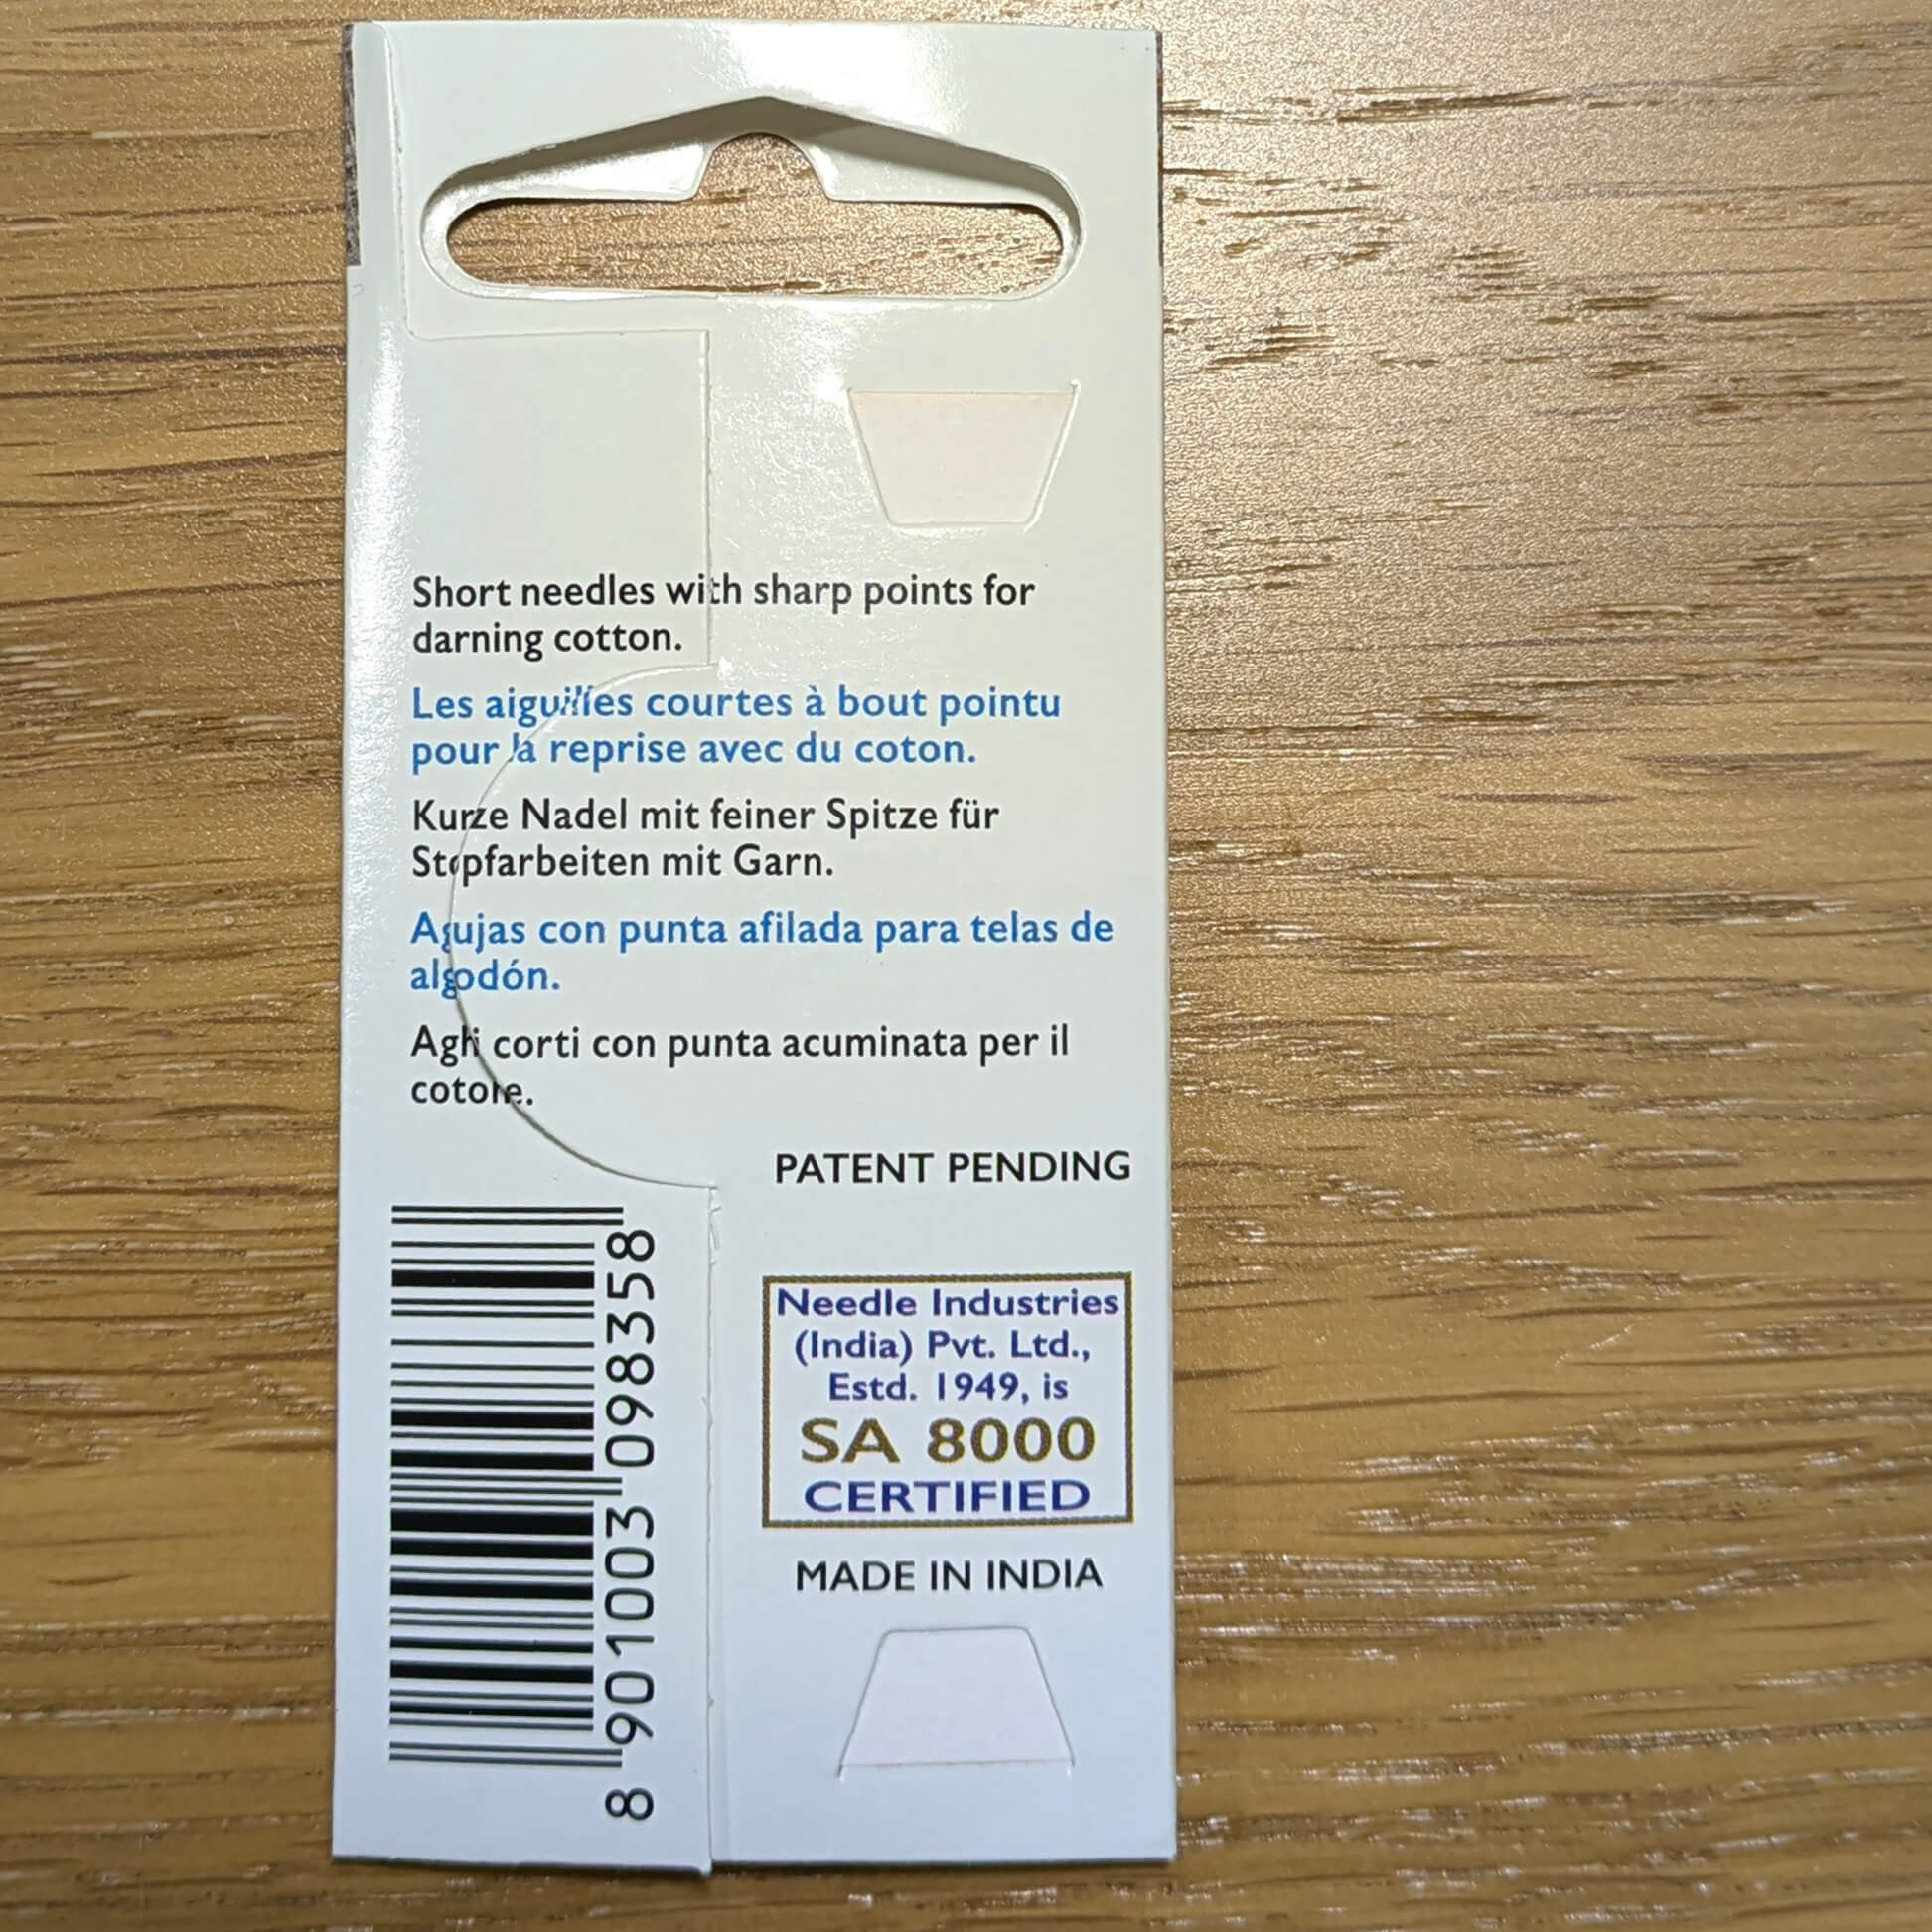 Short needles with sharp points for
darning cotton.
Les aiguilles courtes à bout pointu
pour la reprise avec du coton.
Kurze Nadel mit feiner Spitze für
Stopfarbeiten mit Garn.
Agujas con punta afilada para telas de
algodón.
Aghi corti con punta acuminata per il
cotone.
PATENT PENDING
Needle Industries
(India) Pvt. Ltd.,
Estd. 1949, is
SA 8000
CERTIFIED
MADE IN INDIA
8 901003 098358